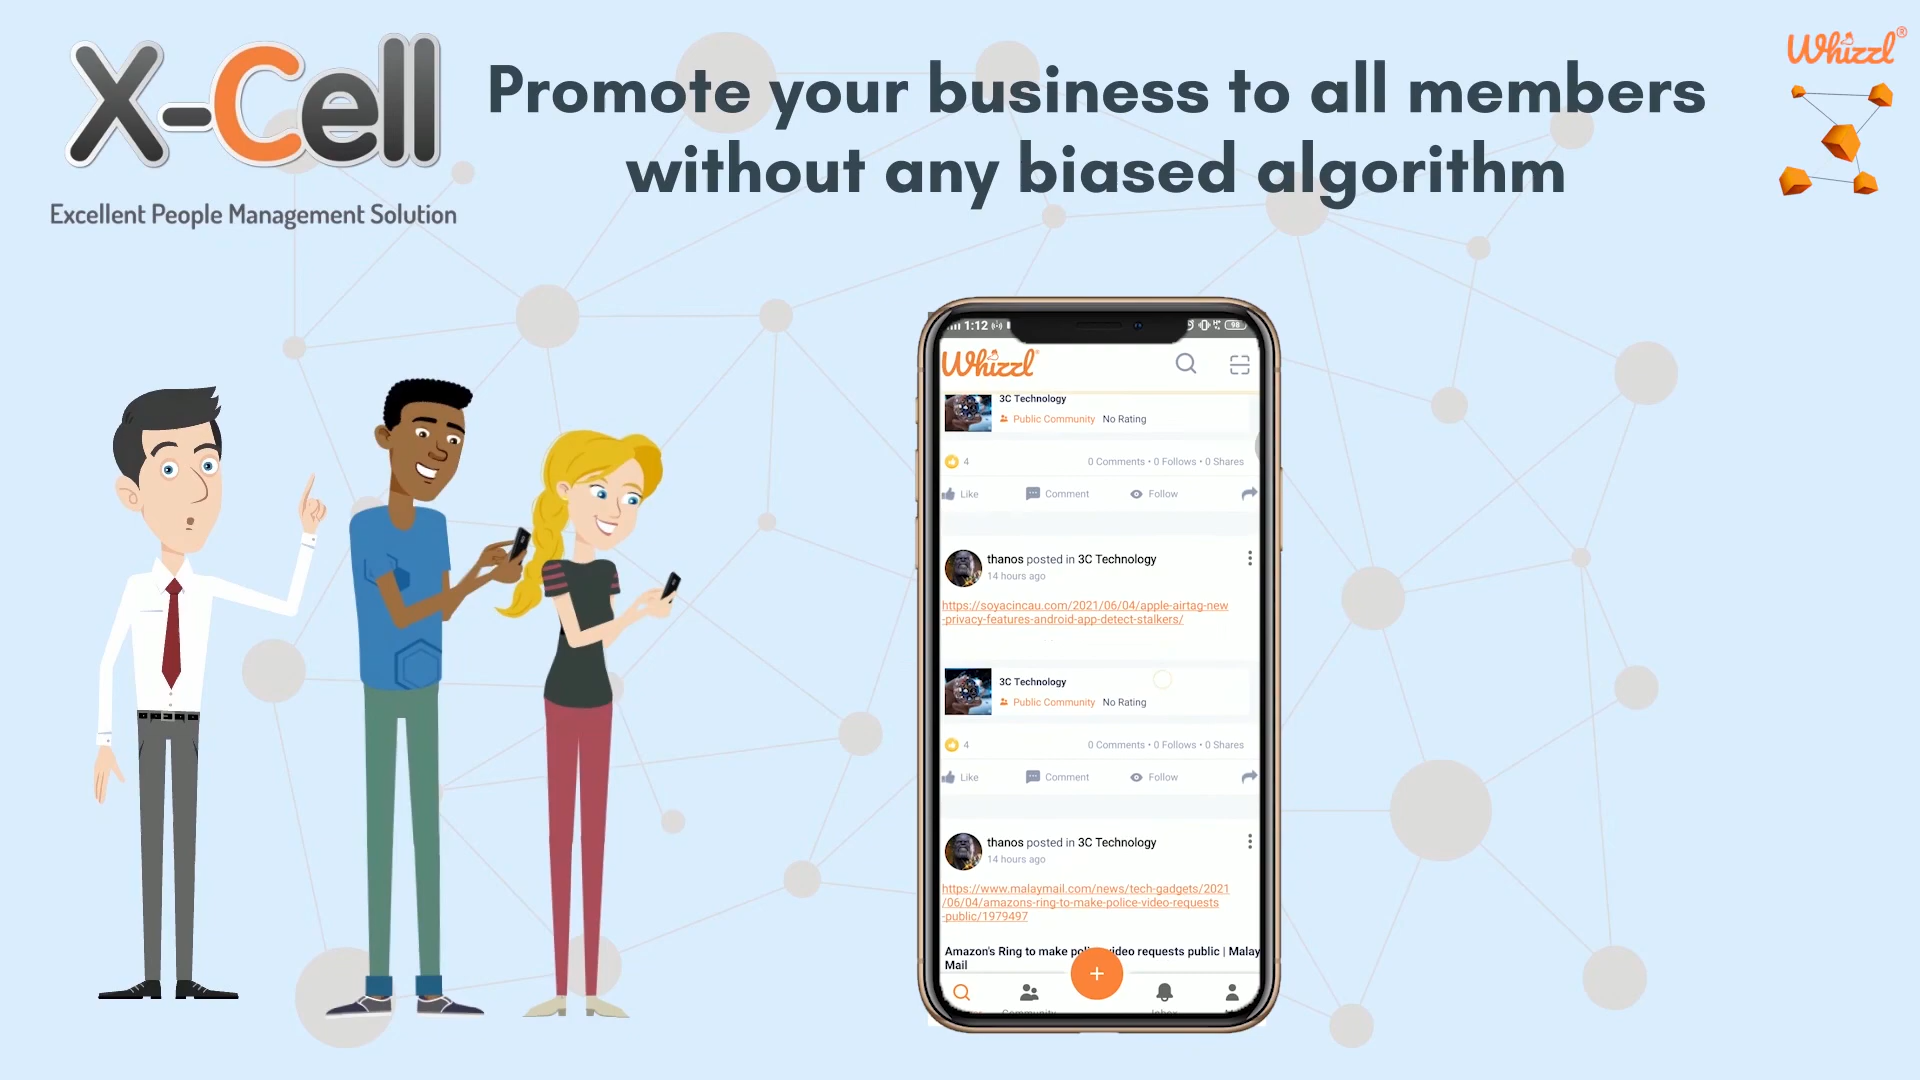 X-Cell
Excellent People Management Solution
Promote your business to all members
without any biased algorithm
Whizzl®
1:12
98
Whizzl®
3C Technology
Public Community No Rating
4
0 Comments • 0 Follows • 0 Shares
Like Comment Follow
thanos posted in 3C Technology
14 hours ago
https://soyacincau.com/2021/06/04/apple-airtag-new
-privacy-features-android-app-detect-stalkers/
3C Technology
Public Community No Rating
4
0 Comments • 0 Follows • 0 Shares
Like Comment Follow
thanos posted in 3C Technology
14 hours ago
https://www.malaymail.com/news/tech-gadgets/2021
/06/04/amazons-ring-to-make-police-video-requests
-public/1979497
Amazon's Ring to make police video requests public | Malay
Mail
+
Community Inbox